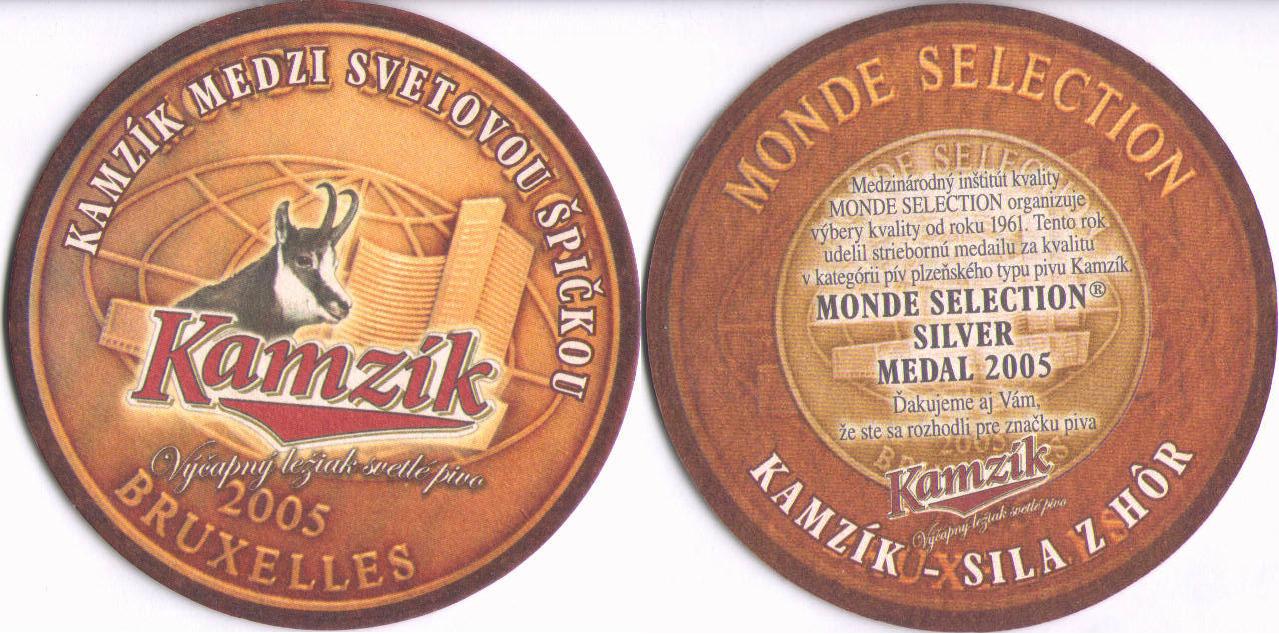 KAMZÍK MEDZI SVETOVOU ŠPIČKOU
Kamzík
Výčapný ležiak svetlé pivo
2005
BRUXELLES
MONDE SELECTION
Medzinárodný inštitút kvality
MONDE SELECTION organizuje
výbery kvality od roku 1961. Tento rok
udelil striebornú medailu za kvalitu
v kategórii pív plzeňského typu pivu Kamzík.
MONDE SELECTION®
SILVER
MEDAL 2005
Ďakujeme aj Vám,
že ste sa rozhodli pre značku piva
Kamzík
Výčapný ležiak svetlé pivo
KAMZÍK - SILA Z HÔR